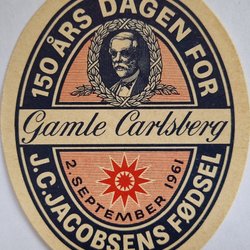 150 ÅRS DAGEN FOR
Gamle Carlsberg
2. SEPTEMBER 1961
J.C. JACOBSENS FØDSEL